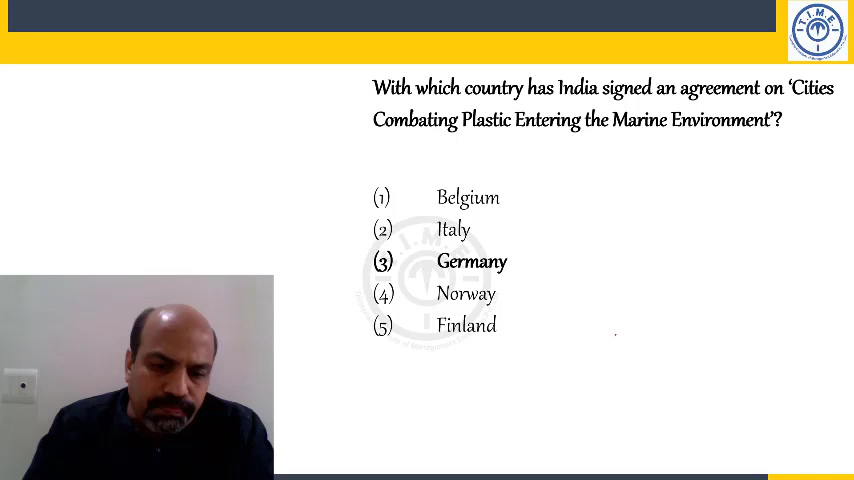 T.I.M.E.
With which country has India signed an agreement on ‘Cities
Combating Plastic Entering the Marine Environment’?
(1) Belgium
(2) Italy
(3) Germany
(4) Norway
(5) Finland